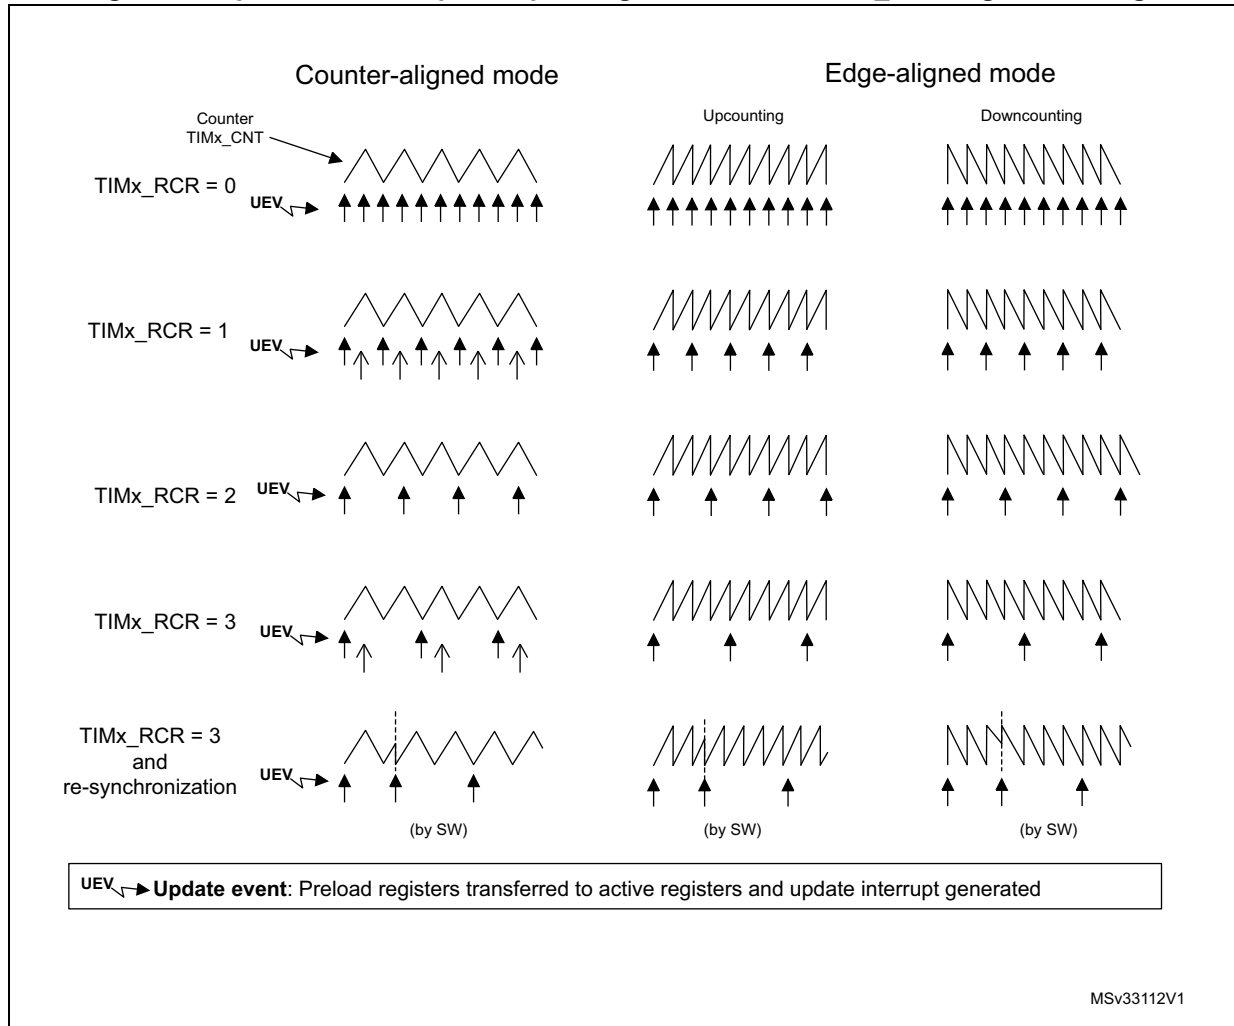 Counter-aligned mode
Edge-aligned mode
Counter
TIMx_CNT
Upcounting
Downcounting
TIMx_RCR = 0
UEV
TIMx_RCR = 1
UEV
TIMx_RCR = 2
UEV
TIMx_RCR = 3
UEV
TIMx_RCR = 3
and
re-synchronization
UEV
(by SW)
(by SW)
(by SW)
UEV Update event: Preload registers transferred to active registers and update interrupt generated
MSv33112V1